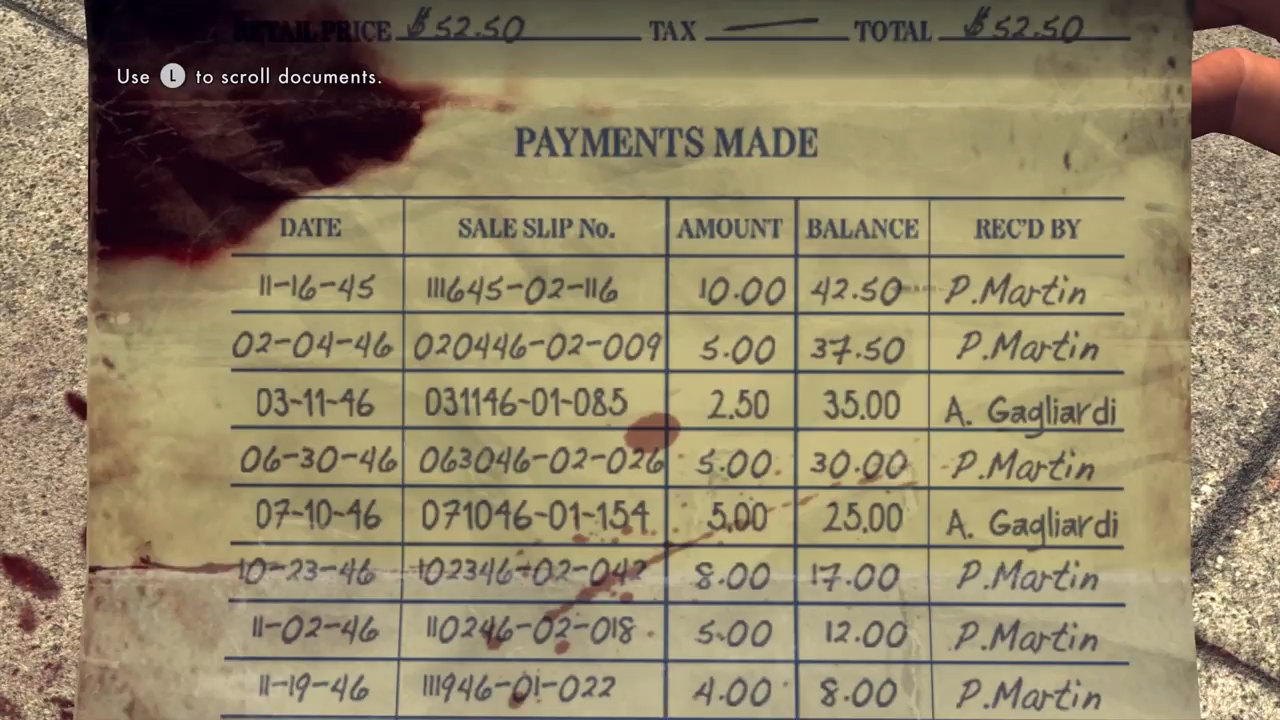 RETAIL PRICE $52.50 TAX — TOTAL $52.50
Use L to scroll documents.
PAYMENTS MADE
DATE SALE SLIP No. AMOUNT BALANCE REC'D BY
11-16-45 111645-02-116 10.00 42.50 P.Martin
02-04-46 020446-02-009 5.00 37.50 P.Martin
03-11-46 031146-01-085 2.50 35.00 A. Gagliardi
06-30-46 063046-02-026 5.00 30.00 P.Martin
07-10-46 071046-01-154 5.00 25.00 A. Gagliardi
10-23-46 102346-02-042 8.00 17.00 P.Martin
11-02-46 110246-02-018 5.00 12.00 P.Martin
11-19-46 111946-01-022 4.00 8.00 P.Martin